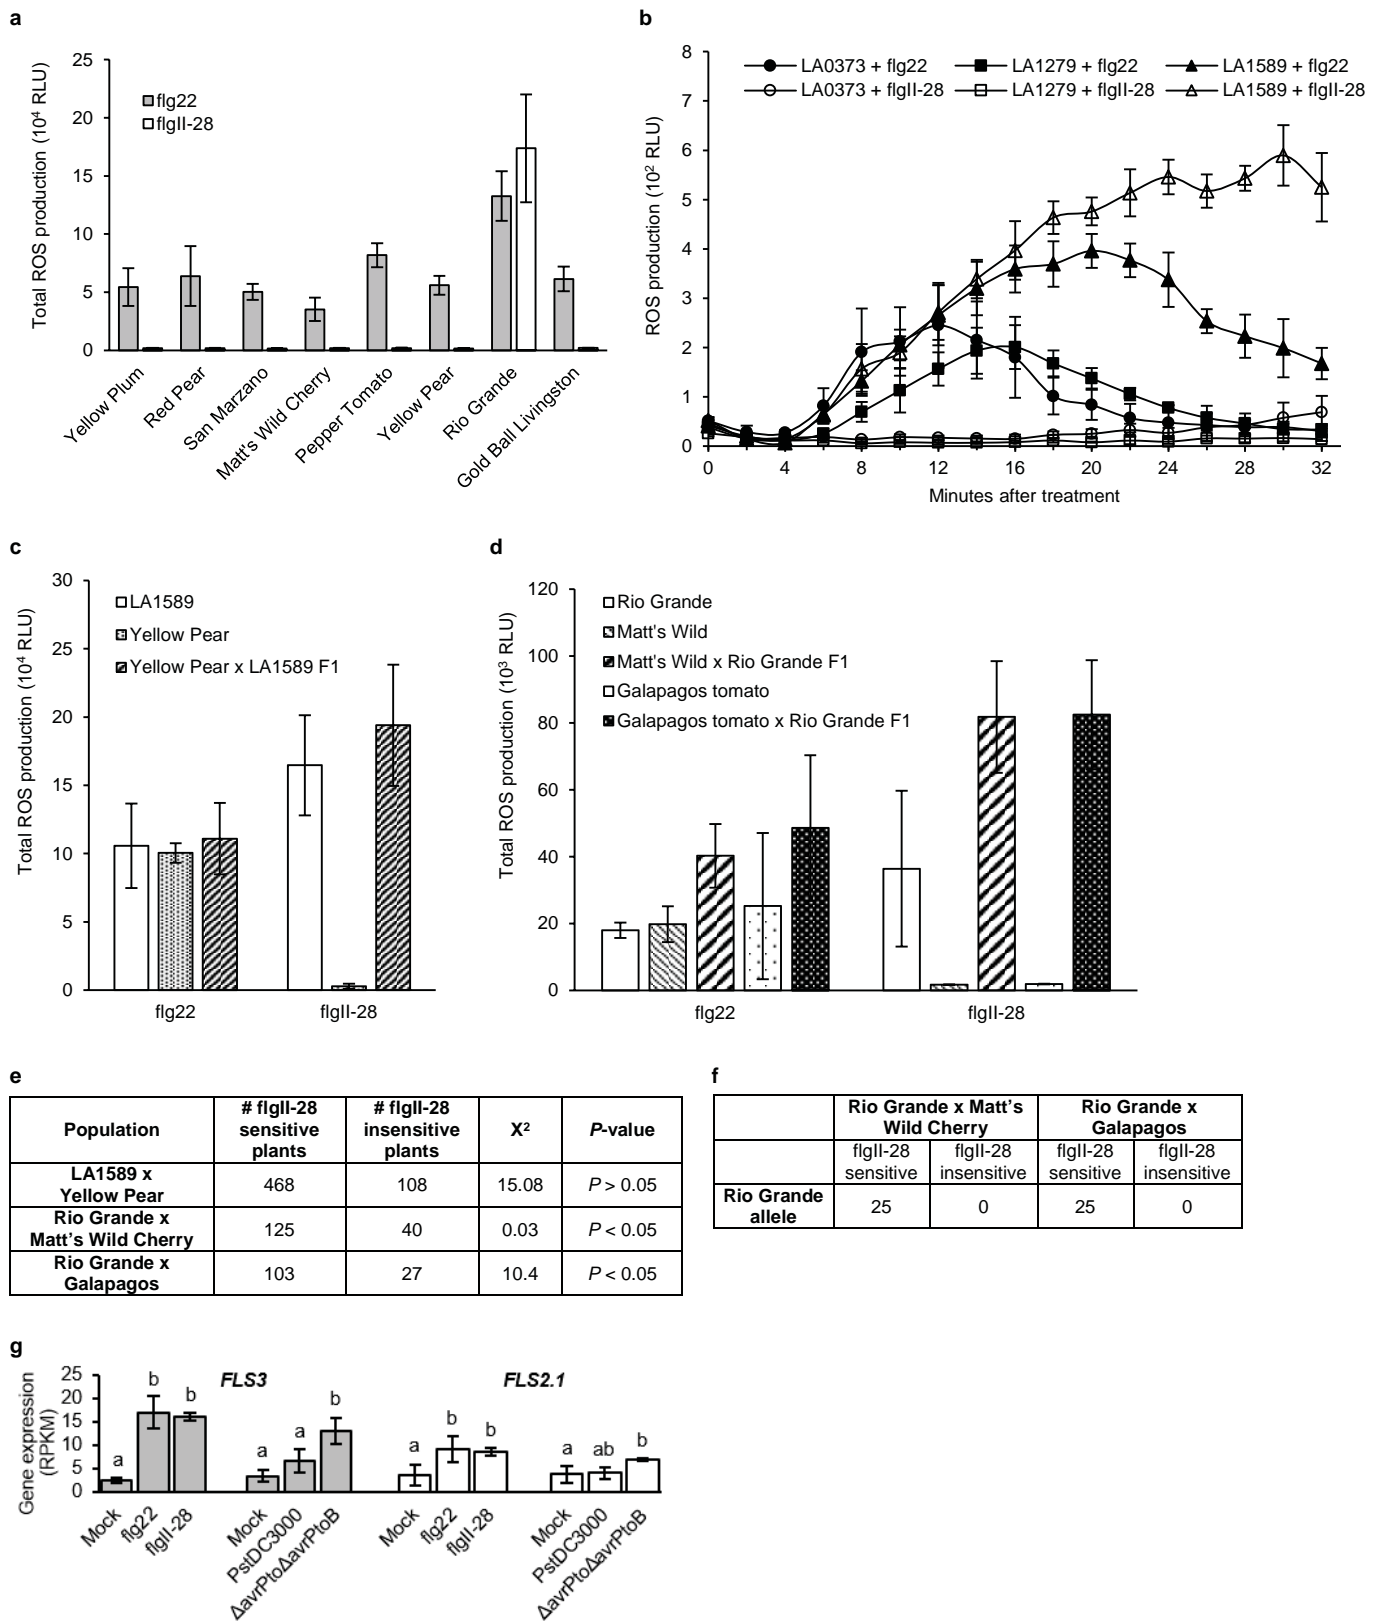 a
Total ROS production (10⁴ RLU)
25
20
15
10
5
0
flg22
flgII-28
Yellow Plum
Red Pear
San Marzano
Matt's Wild Cherry
Pepper Tomato
Yellow Pear
Rio Grande
Gold Ball Livingston
b
ROS production (10² RLU)
8
7
6
5
4
3
2
1
0
LA0373 + flg22 LA1279 + flg22 LA1589 + flg22
LA0373 + flgII-28 LA1279 + flgII-28 LA1589 + flgII-28
0 4 8 12 16 20 24 28 32
Minutes after treatment
c
Total ROS production (10⁴ RLU)
30
25
20
15
10
5
0
LA1589
Yellow Pear
Yellow Pear x LA1589 F1
flg22 flgII-28
d
Total ROS production (10³ RLU)
120
100
80
60
40
20
0
Rio Grande
Matt's Wild
Matt's Wild x Rio Grande F1
Galapagos tomato
Galapagos tomato x Rio Grande F1
flg22 flgII-28
e
Population
# flgII-28
sensitive
plants
# flgII-28
insensitive
plants
X²
P-value
LA1589 x
Yellow Pear
468 108 15.08 P > 0.05
Rio Grande x
Matt's Wild Cherry
125 40 0.03 P < 0.05
Rio Grande x
Galapagos
103 27 10.4 P < 0.05
f
Rio Grande x Matt's
Wild Cherry
Rio Grande x
Galapagos
flgII-28
sensitive
flgII-28
insensitive
flgII-28
sensitive
flgII-28
insensitive
Rio Grande
allele
25 0 25 0
g
Gene expression
(RPKM)
25
20
15
10
5
0
FLS3 FLS2.1
a b b a a b a b b a ab b
Mock
flg22
flgII-28
Mock
PstDC3000
ΔavrPtoΔavrPtoB
Mock
flg22
flgII-28
Mock
PstDC3000
ΔavrPtoΔavrPtoB